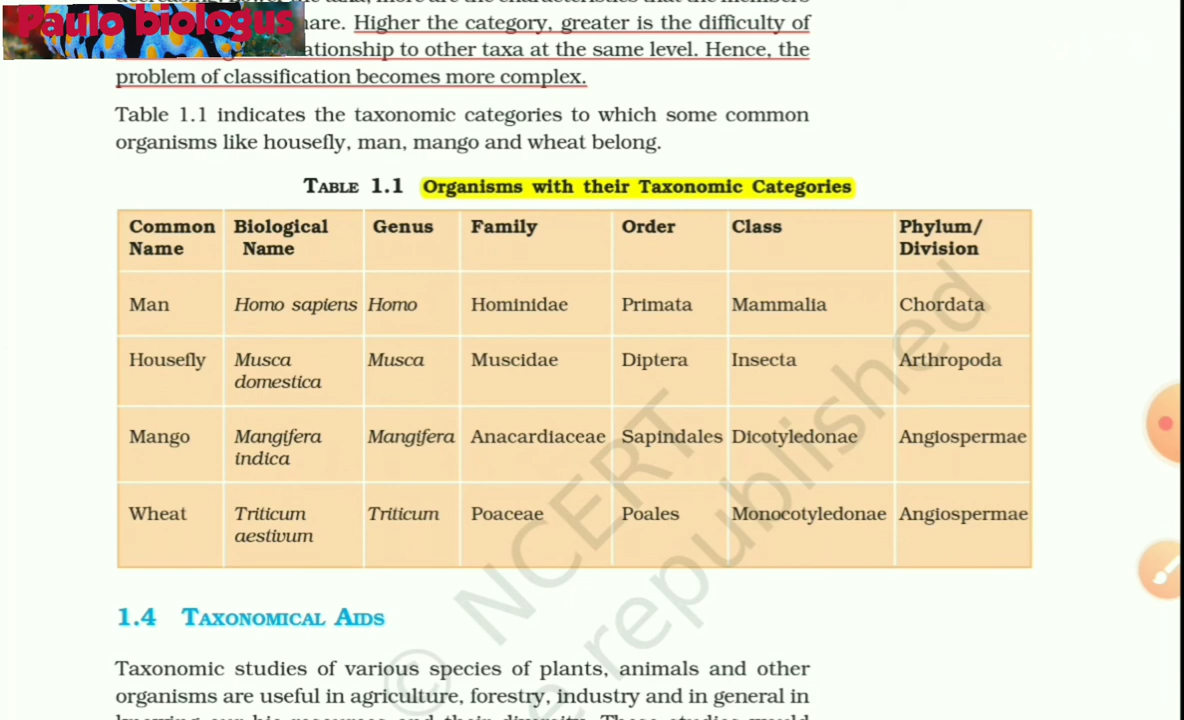 Paulo biologus
hare. Higher the category, greater is the difficulty of
ationship to other taxa at the same level. Hence, the
problem of classification becomes more complex.
Table 1.1 indicates the taxonomic categories to which some common
organisms like housefly, man, mango and wheat belong.
TABLE 1.1 Organisms with their Taxonomic Categories
Common Name Biological Name Genus Family Order Class Phylum/ Division
Man Homo sapiens Homo Hominidae Primata Mammalia Chordata
Housefly Musca domestica Musca Muscidae Diptera Insecta Arthropoda
Mango Mangifera indica Mangifera Anacardiaceae Sapindales Dicotyledonae Angiospermae
Wheat Triticum aestivum Triticum Poaceae Poales Monocotyledonae Angiospermae
© NCERT
e republished
1.4 TAXONOMICAL AIDS
Taxonomic studies of various species of plants, animals and other
organisms are useful in agriculture, forestry, industry and in general in